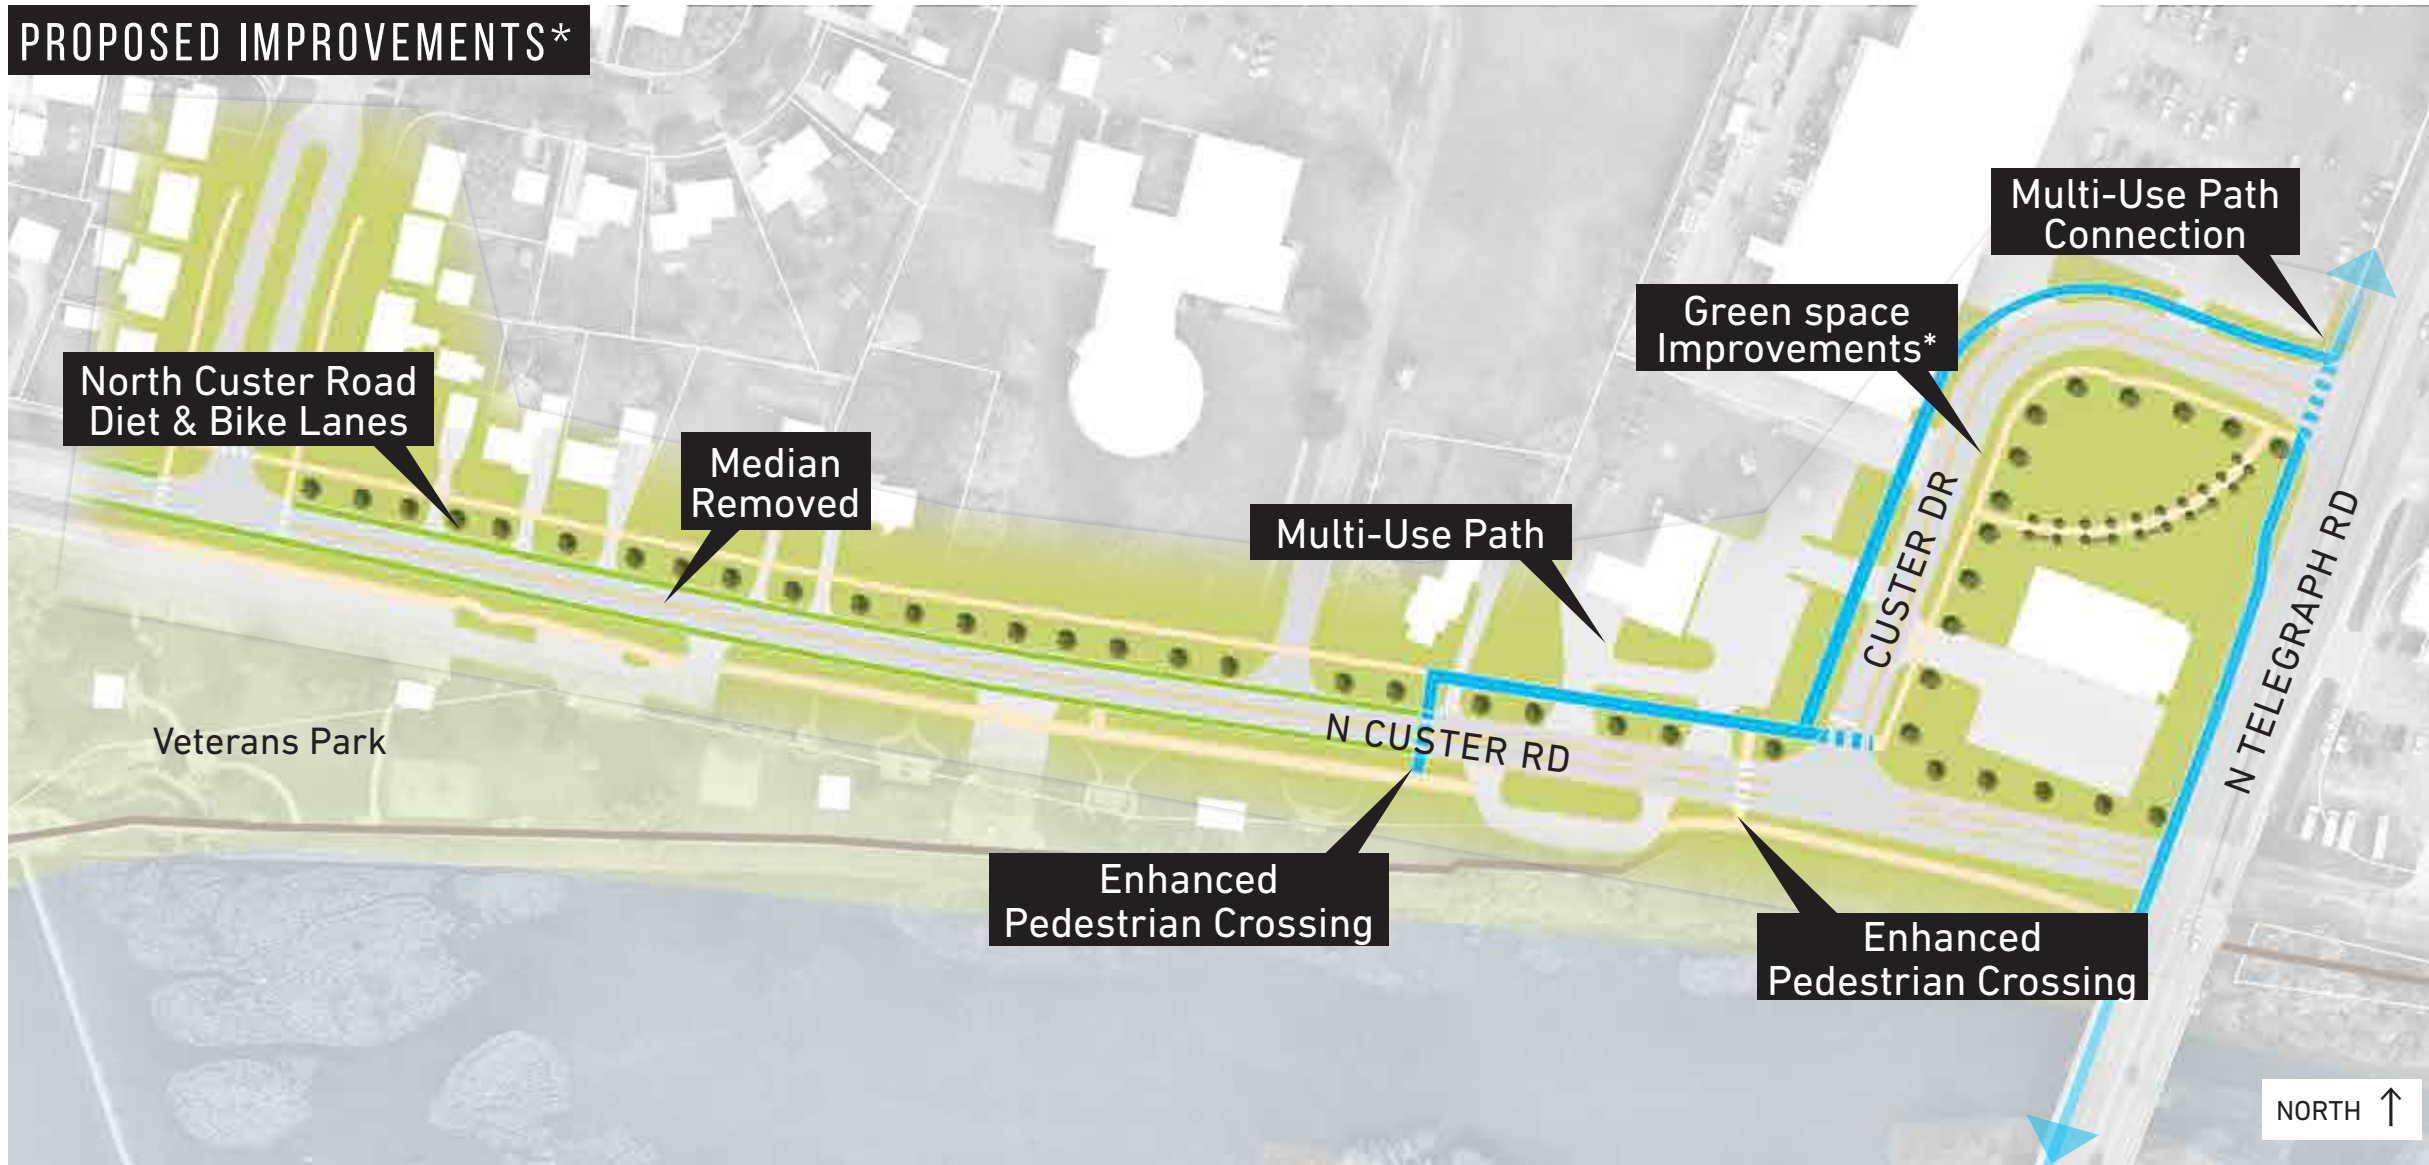 PROPOSED IMPROVEMENTS*
Multi-Use Path
Connection
Green space
Improvements*
North Custer Road
Diet & Bike Lanes
Median
Removed
Multi-Use Path
CUSTER DR
N TELEGRAPH RD
N CUSTER RD
Veterans Park
Enhanced
Pedestrian Crossing
Enhanced
Pedestrian Crossing
NORTH ↑